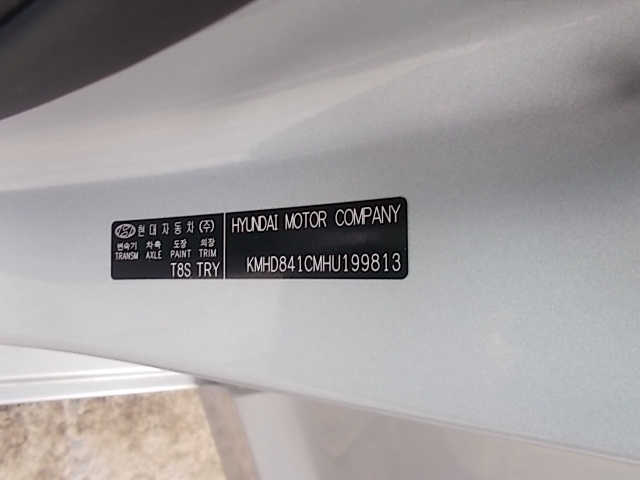 현대자동차(주)
변속기 차축 도장 의장
TRANSM AXLE PAINT TRIM
T8S TRY
HYUNDAI MOTOR COMPANY
KMHD841CMHU199813